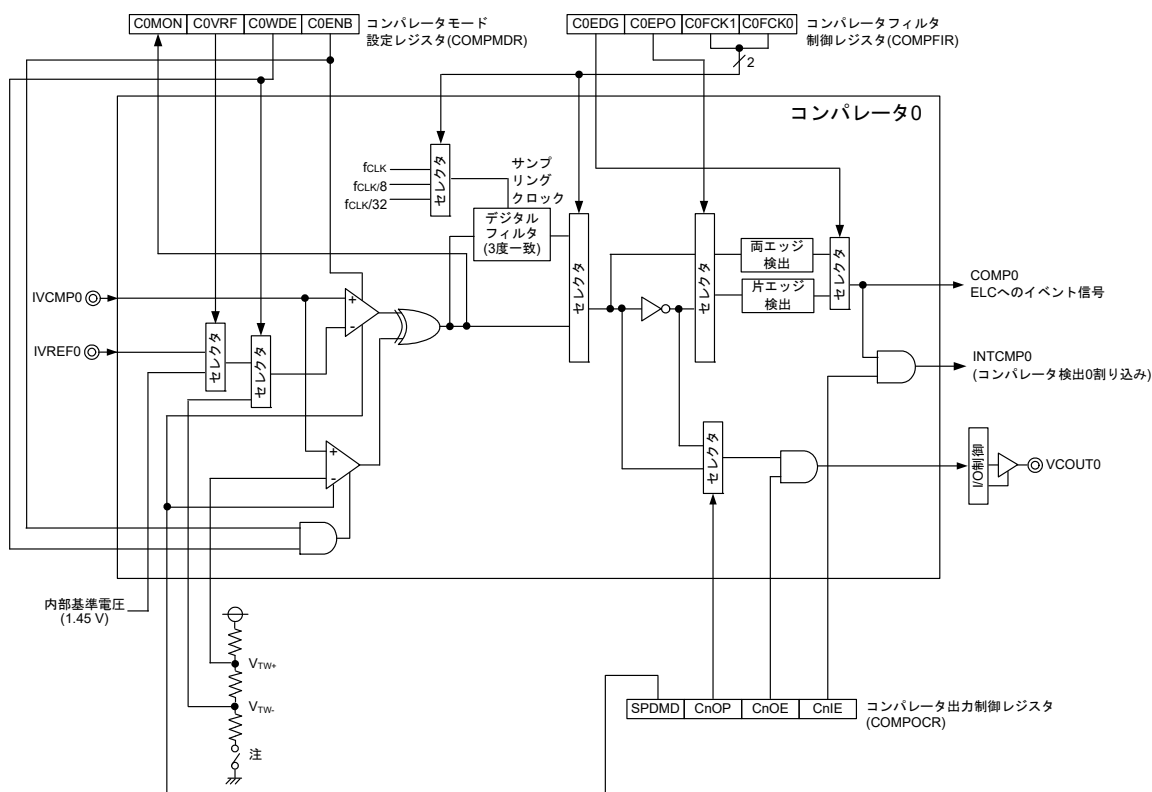 C0MON C0VRF C0WDE C0ENB
コンパレータモード
設定レジスタ(COMPMDR)
C0EDG C0EPO C0FCK1 C0FCK0
コンパレータフィルタ
制御レジスタ(COMPFIR)
2
コンパレータ0
fCLK
fCLK/8
fCLK/32
セレクタ
サンプ
リング
クロック
デジタル
フィルタ
(3度一致)
セレクタ
セレクタ
両エッジ
検出
片エッジ
検出
セレクタ
COMP0
ELCへのイベント信号
IVCMP0
IVREF0
セレクタ
セレクタ
+
-
INTCMP0
(コンパレータ検出0割り込み)
+
-
セレクタ
I/O制御
VCOUT0
内部基準電圧
(1.45 V)
VTW+
VTW-
注
SPDMD CnOP CnOE CnIE
コンパレータ出力制御レジスタ
(COMPOCR)